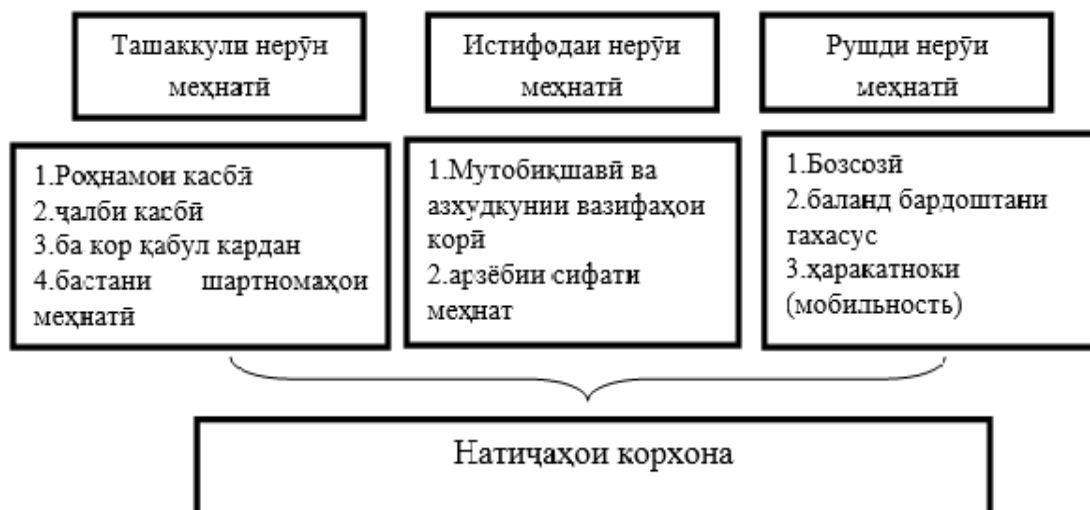 Ташаккули нерӯи
меҳнатӣ
Истифодаи нерӯи
меҳнатӣ
Рушди нерӯи
меҳнатӣ
1.Роҳнамои касбӣ
2.ҷалби касбӣ
3.ба кор қабул кардан
4.бастани шартномаҳои
меҳнатӣ
1.Мутобиқшавӣ ва
азхудкунии вазифаҳои
корӣ
2.арзёбии сифати
меҳнат
1.Бозсозӣ
2.баланд бардоштани
тахасус
3.ҳаракатноки
(мобильность)
Натиҷаҳои корхона